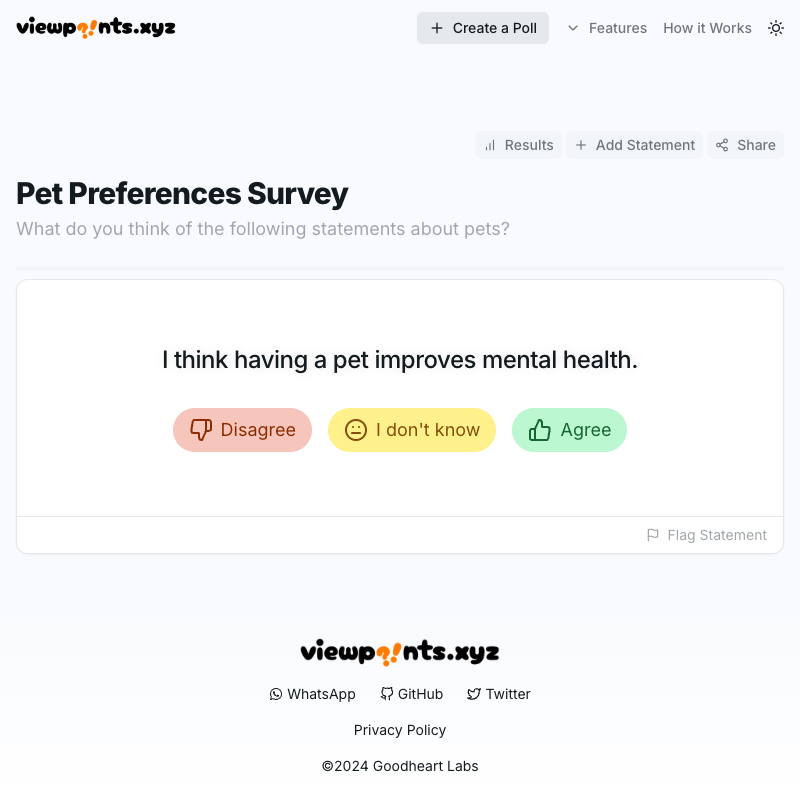 viewpoints.xyz
Create a Poll Features How it Works
Results Add Statement Share
Pet Preferences Survey
What do you think of the following statements about pets?
I think having a pet improves mental health.
Disagree I don't know Agree
Flag Statement
viewpoints.xyz
WhatsApp GitHub Twitter
Privacy Policy
©2024 Goodheart Labs